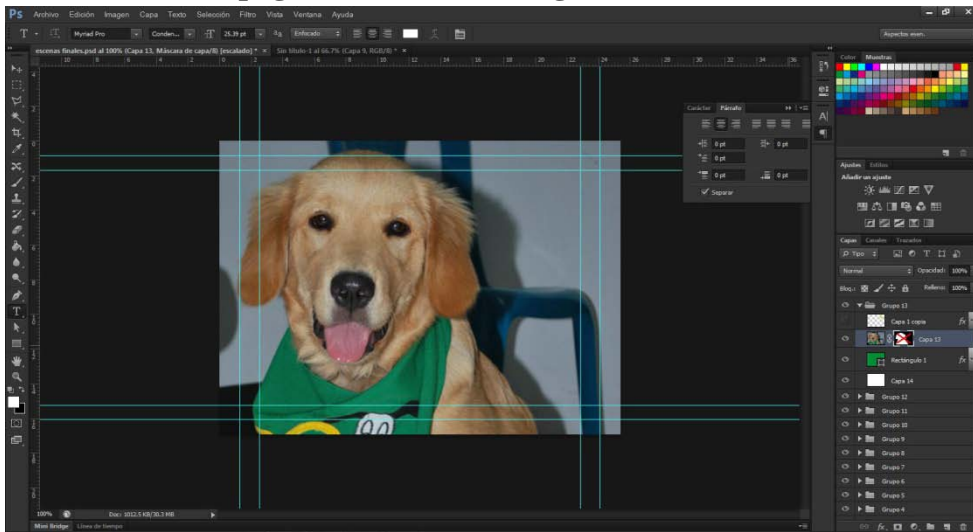 Ps Archivo Edición Imagen Capa Texto Selección Filtro Vista Ventana Ayuda
T Myriad Pro Conden... 25,39 pt Enfocado Aspectos esen.
escenas finales.psd al 100% (Capa 13, Máscara de capa/8) [escalado] * × Sin título-1 al 66.7% (Capa 9, RGB/8) * ×
Color Muestras
Carácter Párrafo
0 pt 0 pt
0 pt
0 pt 0 pt
Separar
Ajustes Estilos
Añadir un ajuste
Capas Canales Trazados
Tipo
Normal Opacidad: 100%
Bloq.: Relleno: 100%
Grupo 13
Capa 1 copia fx
Capa 13
Rectángulo 1 fx
Capa 14
Grupo 12
Grupo 11
Grupo 10
Grupo 9
Grupo 8
Grupo 7
Grupo 6
Grupo 5
Grupo 4
100% Doc: 1012,5 KB/30,3 MB
Mini Bridge Línea de tiempo